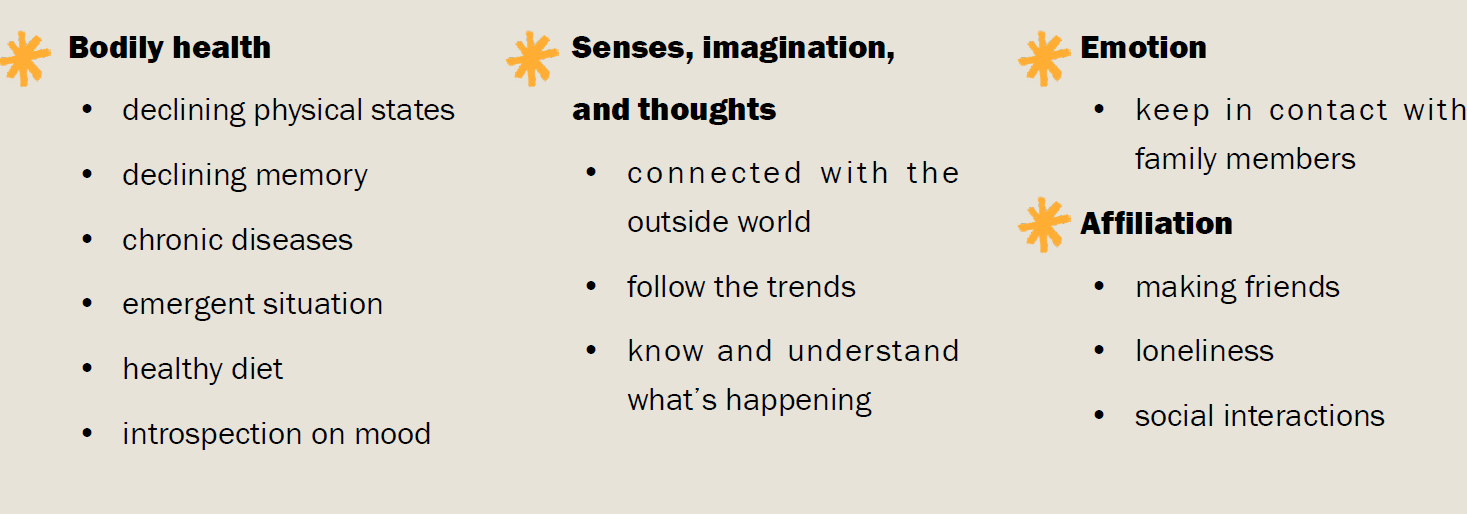 Bodily health
• declining physical states
• declining memory
• chronic diseases
• emergent situation
• healthy diet
• introspection on mood
Senses, imagination,
and thoughts
• connected with the
outside world
• follow the trends
• know and understand
what's happening
Emotion
• keep in contact with
family members
Affiliation
• making friends
• loneliness
• social interactions